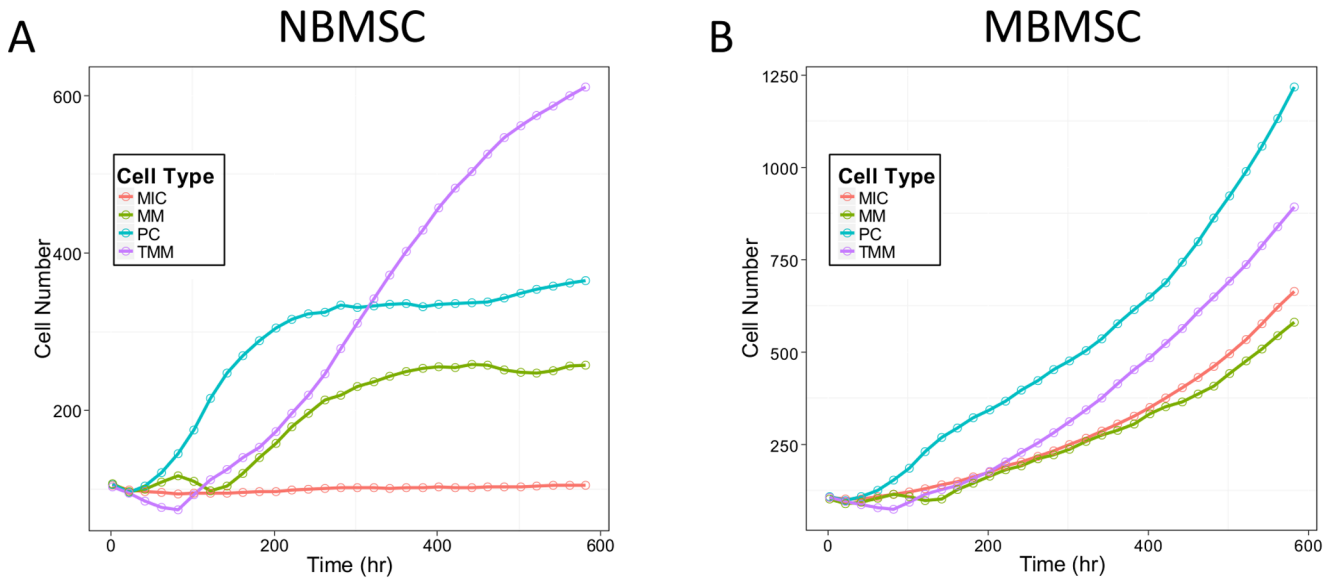 A
NBMSC
600
400
200
Cell Number
Cell Type
MIC
MM
PC
TMM
0
200
400
600
Time (hr)
B
MBMSC
1250
1000
750
500
250
Cell Number
Cell Type
MIC
MM
PC
TMM
0
200
400
600
Time (hr)